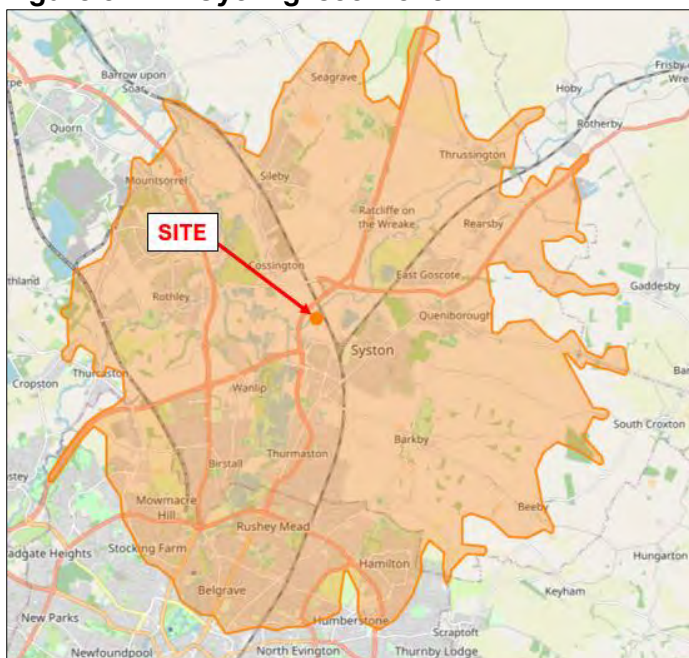 Barrow upon
Soar
Seagrave
Frisby
Hoby
Rotherby
Quorn
Thrussington
Sileby
Mountsorrel
Ratcliffe on
the Wreake
Rearsby
SITE
Cossington
East Goscote
Gaddesby
Rothley
Queniborough
Syston
Thurcaston
Cropston
Wanlip
South Croxton
Barkby
Birstall
Thurmaston
Mowmacre
Hill
Beeby
Rushey Mead
Stocking Farm
Hungarton
Hamilton
Belgrave
Keyham
New Parks
Humberstone
Scraptoft
Newfoundpool
North Evington
Thurnby Lodge